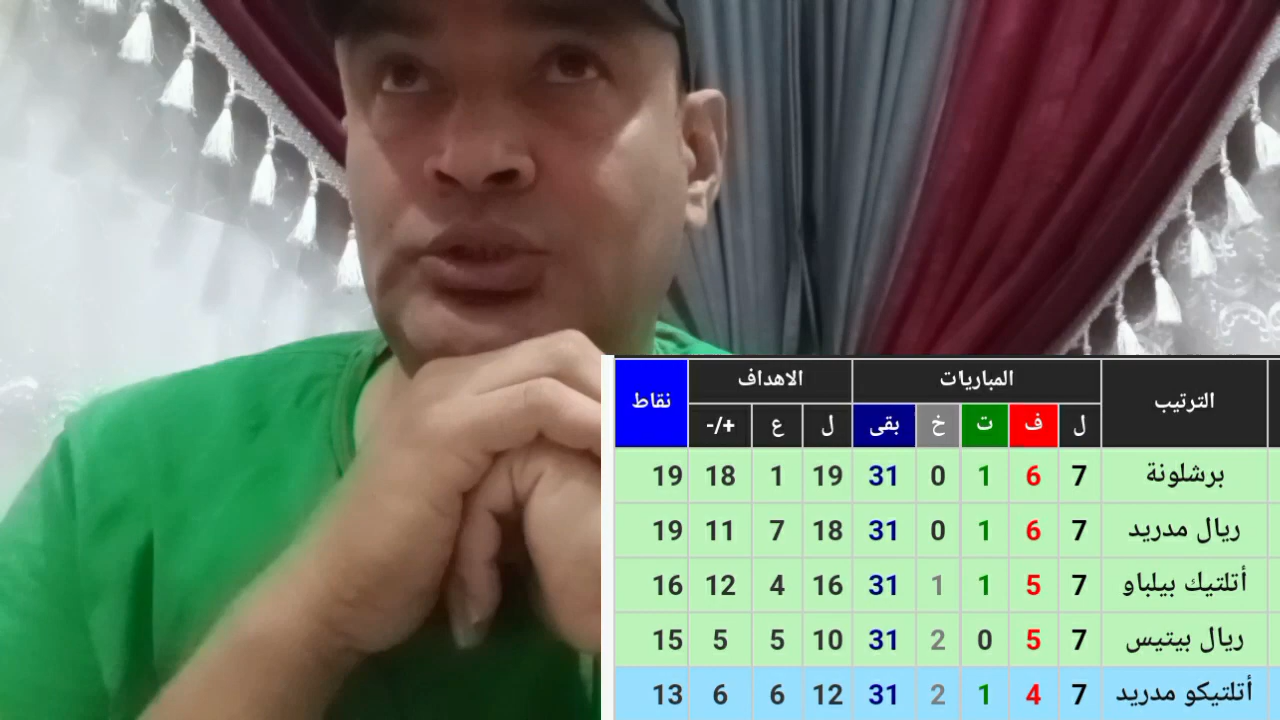 الترتيب المباريات الاهداف نقاط
ل ف ت خ بقى ل ع +/-
برشلونة 7 6 1 0 31 19 1 18 19
ريال مدريد 7 6 1 0 31 18 7 11 19
أتلتيك بيلباو 7 5 1 1 31 16 4 12 16
ريال بيتيس 7 5 0 2 31 10 5 5 15
أتلتيكو مدريد 7 4 1 2 31 12 6 6 13